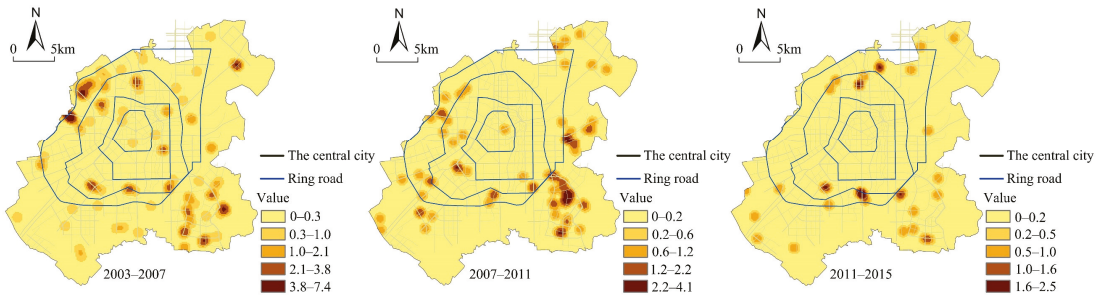 N
0 5km
The central city
Ring road
Value
0–0.3
0.3–1.0
1.0–2.1
2.1–3.8
3.8–7.4
2003–2007
N
0 5km
The central city
Ring road
Value
0–0.2
0.2–0.6
0.6–1.2
1.2–2.2
2.2–4.1
2007–2011
N
0 5km
The central city
Ring road
Value
0–0.2
0.2–0.5
0.5–1.0
1.0–1.6
1.6–2.5
2011–2015